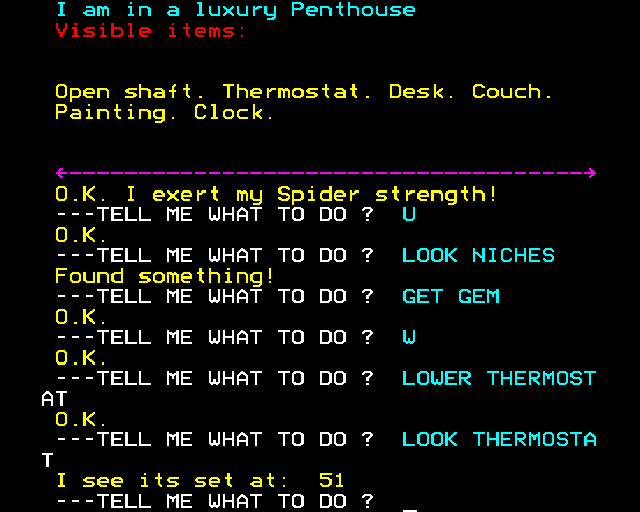 I am in a luxury Penthouse
Visible items:
Open shaft. Thermostat. Desk. Couch.
Painting. Clock.
<--------------------------------------->
O.K. I exert my Spider strength!
---TELL ME WHAT TO DO ? U
O.K.
---TELL ME WHAT TO DO ? LOOK NICHES
Found something!
---TELL ME WHAT TO DO ? GET GEM
O.K.
---TELL ME WHAT TO DO ? W
O.K.
---TELL ME WHAT TO DO ? LOWER THERMOST
AT
O.K.
---TELL ME WHAT TO DO ? LOOK THERMOSTA
T
I see its set at: 51
---TELL ME WHAT TO DO ? _